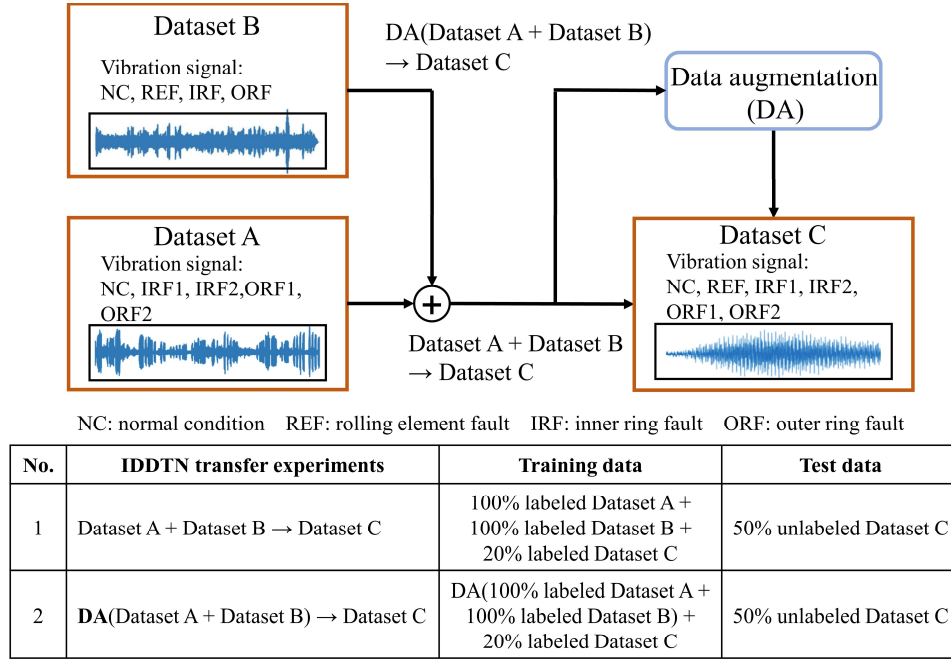 Dataset B
Vibration signal:
NC, REF, IRF, ORF
DA(Dataset A + Dataset B)
→ Dataset C
Data augmentation
(DA)
Dataset A
Vibration signal:
NC, IRF1, IRF2,ORF1,
ORF2
+
Dataset A + Dataset B
→ Dataset C
Dataset C
Vibration signal:
NC, REF, IRF1, IRF2,
ORF1, ORF2
NC: normal condition REF: rolling element fault IRF: inner ring fault ORF: outer ring fault
No. IDDTN transfer experiments Training data Test data
1
Dataset A + Dataset B → Dataset C
100% labeled Dataset A +
100% labeled Dataset B +
20% labeled Dataset C
50% unlabeled Dataset C
2
DA(Dataset A + Dataset B) → Dataset C
DA(100% labeled Dataset A +
100% labeled Dataset B) +
20% labeled Dataset C
50% unlabeled Dataset C